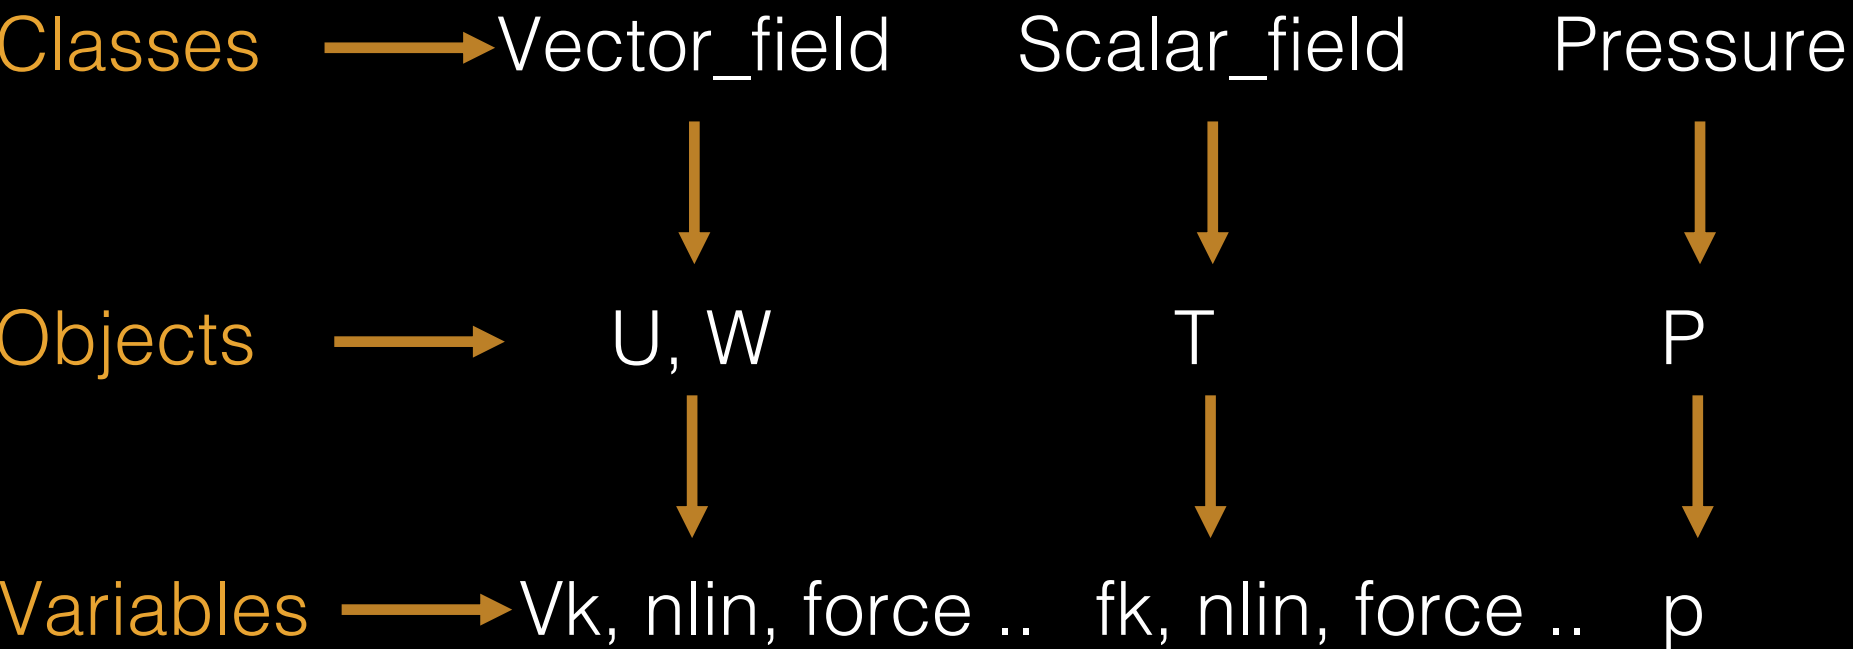 Classes Vector_field Scalar_field Pressure
Objects U, W T P
Variables Vk, nlin, force .. fk, nlin, force .. p